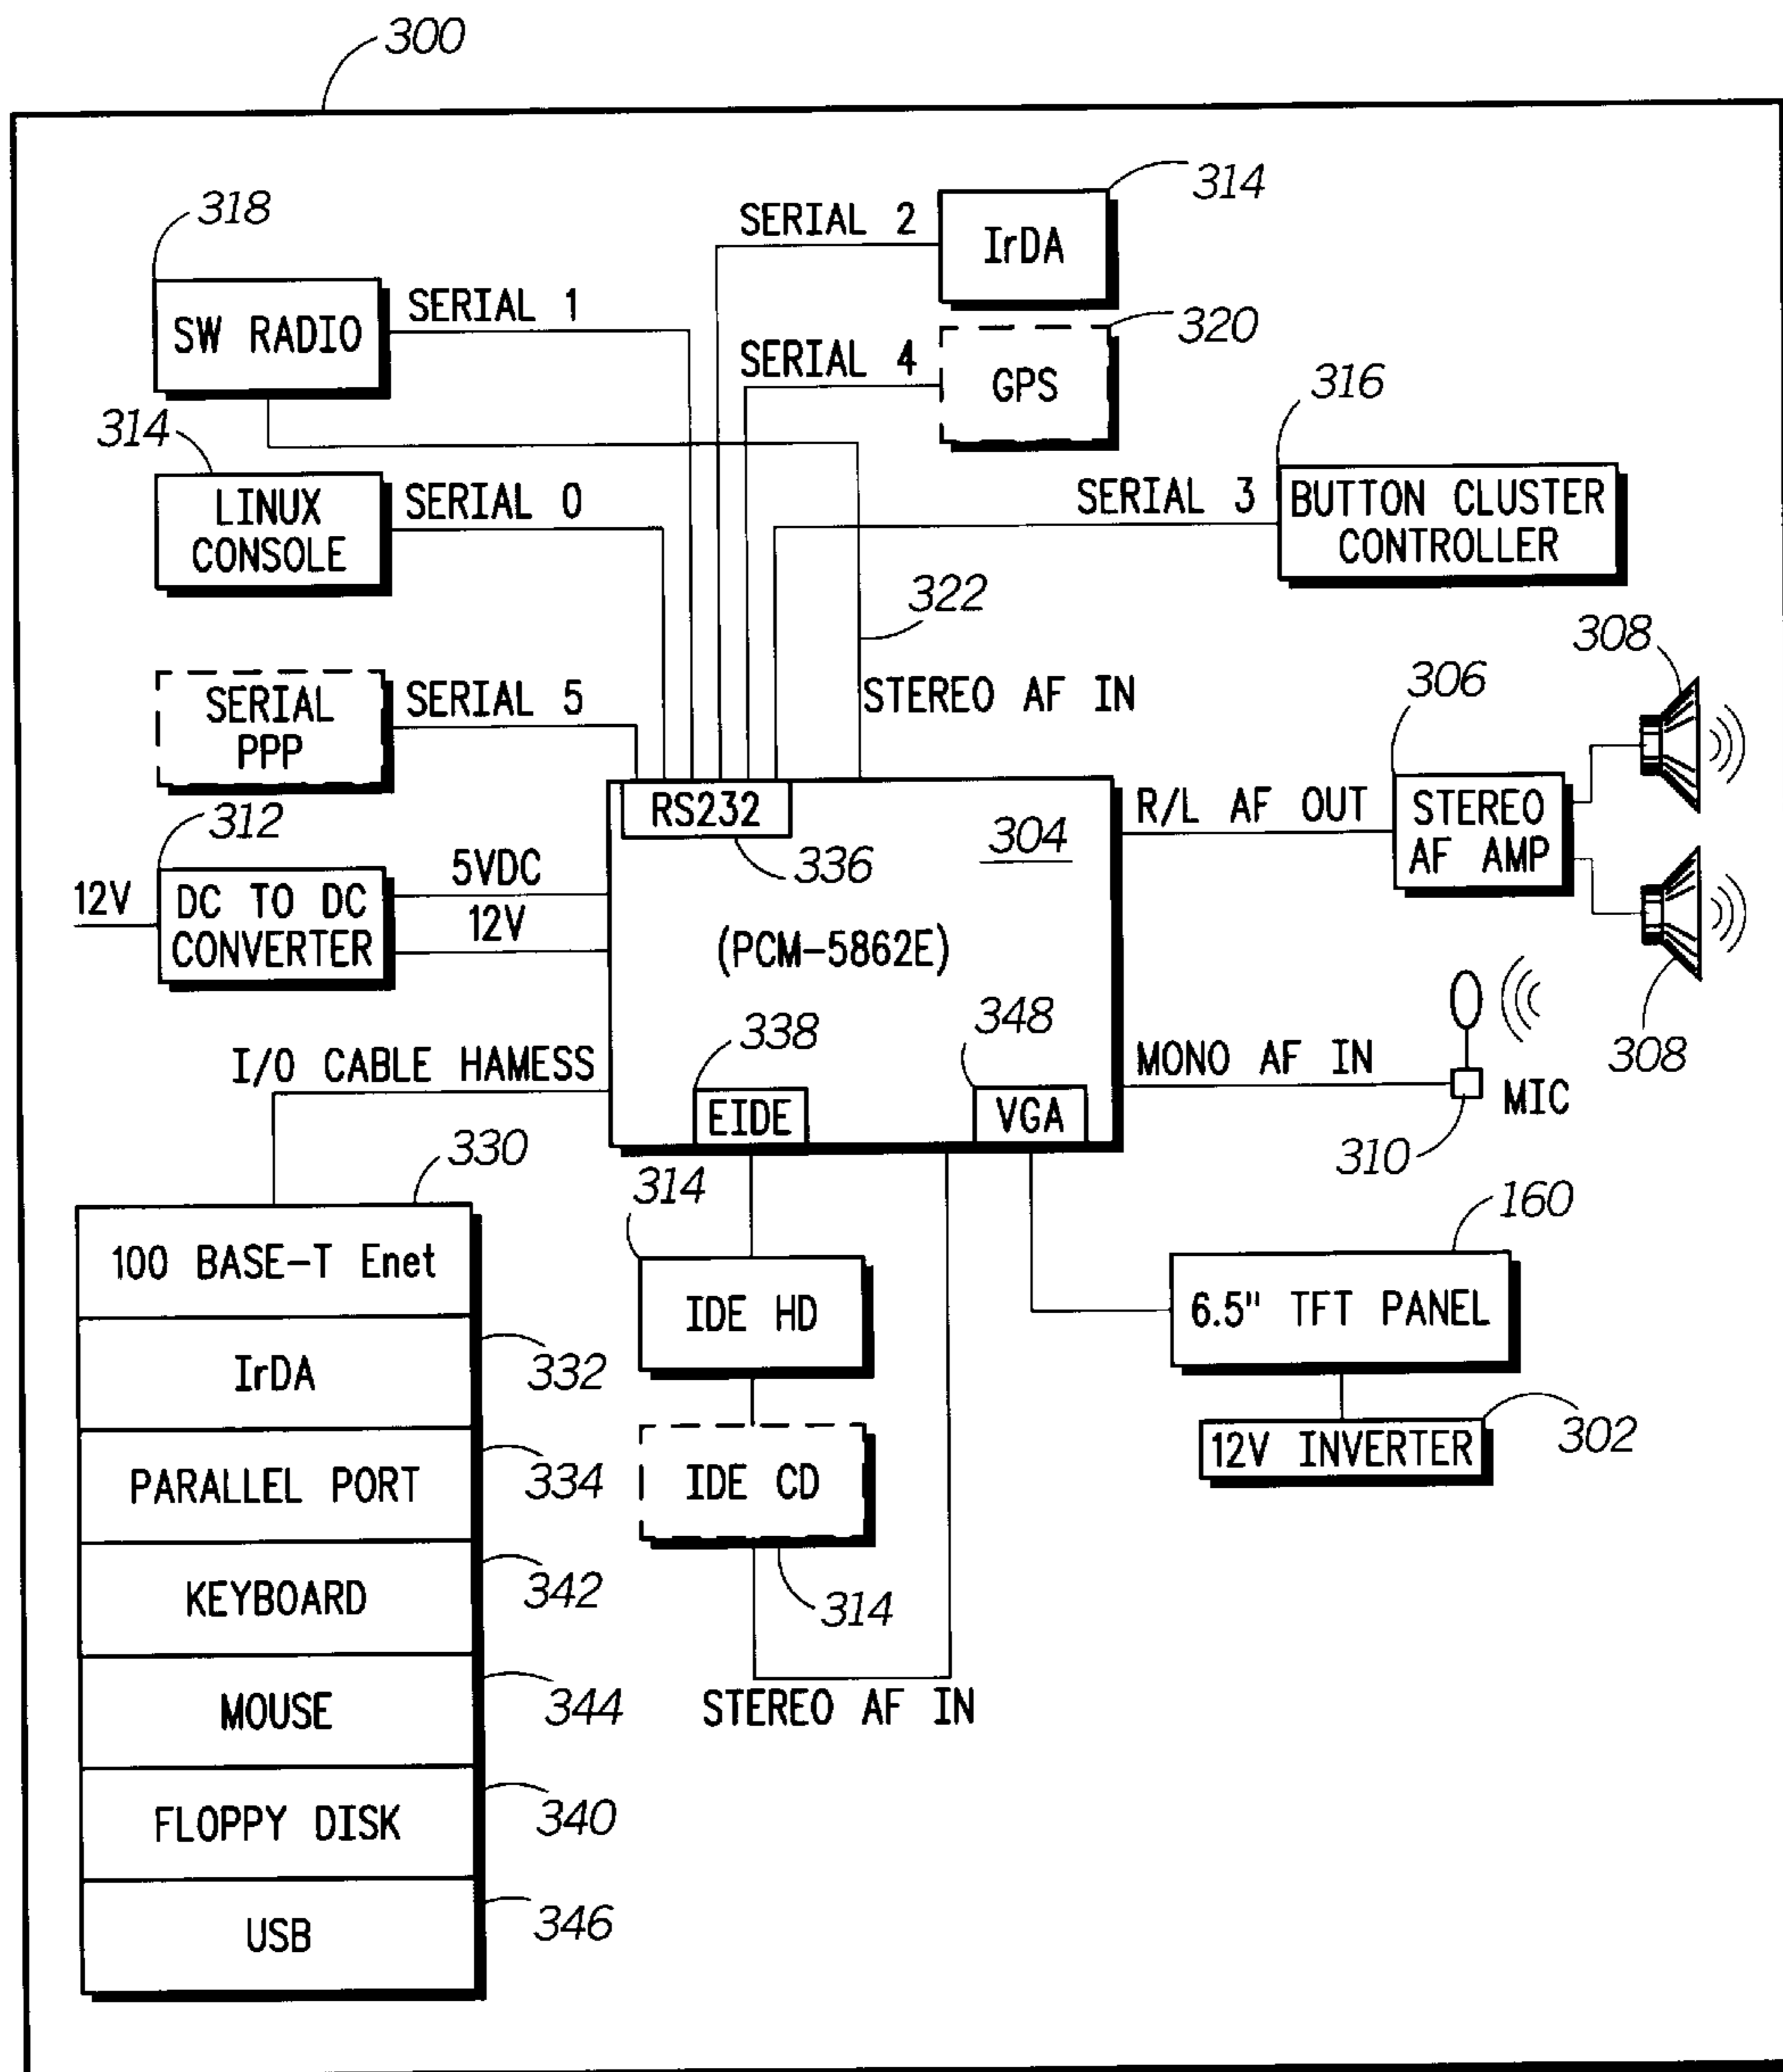 300
318
SERIAL 2
314
IrDA
SERIAL 1
SW RADIO
320
SERIAL 4
GPS
314
316
SERIAL 0
LINUX
CONSOLE
SERIAL 3
BUTTON CLUSTER
CONTROLLER
322
308
SERIAL 5
SERIAL
PPP
STEREO AF IN
306
312
RS232
336
304
R/L AF OUT
STEREO
AF AMP
12V
DC TO DC
CONVERTER
5VDC
12V
(PCM-5862E)
308
338
348
I/O CABLE HAMESS
EIDE
VGA
MONO AF IN
MIC
310
330
314
160
100 BASE-T Enet
IDE HD
6.5" TFT PANEL
IrDA
332
302
12V INVERTER
PARALLEL PORT
334
IDE CD
KEYBOARD
342
314
MOUSE
344
STEREO AF IN
FLOPPY DISK
340
USB
346